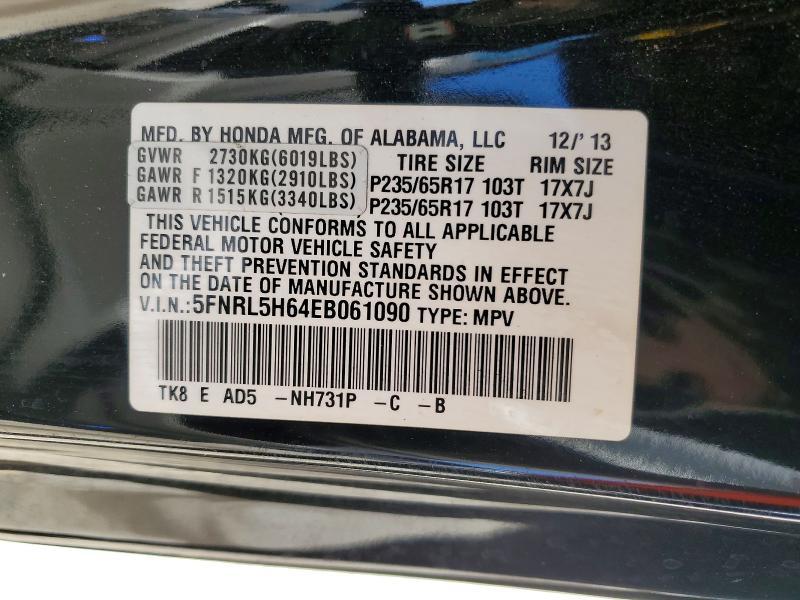 MFD. BY HONDA MFG. OF ALABAMA, LLC 12/'13
GVWR 2730KG(6019LBS) TIRE SIZE RIM SIZE
GAWR F 1320KG(2910LBS) P235/65R17 103T 17X7J
GAWR R 1515KG(3340LBS) P235/65R17 103T 17X7J
THIS VEHICLE CONFORMS TO ALL APPLICABLE
FEDERAL MOTOR VEHICLE SAFETY
AND THEFT PREVENTION STANDARDS IN EFFECT
ON THE DATE OF MANUFACTURE SHOWN ABOVE.
V.I.N.:5FNRL5H64EB061090 TYPE:MPV
TK8 E AD5 -NH731P -C -B